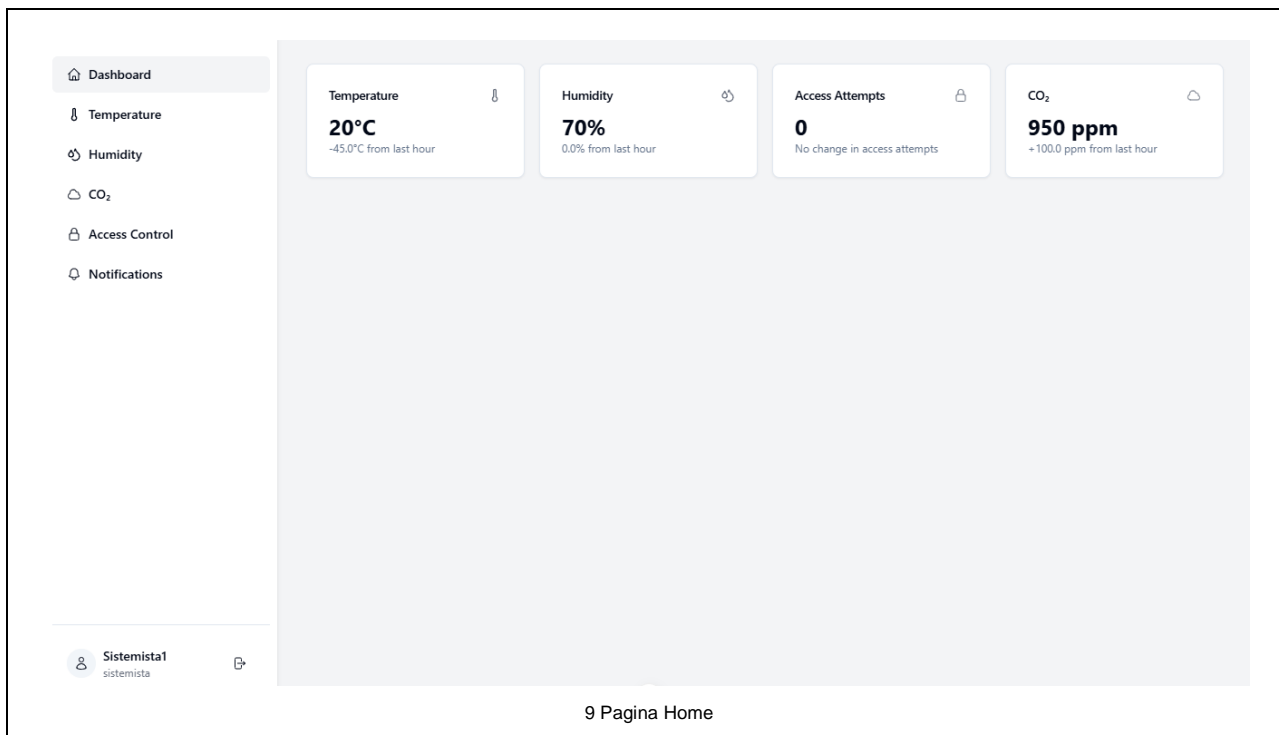 Dashboard
Temperature
Humidity
CO₂
Access Control
Notifications
Sistemista1
sistemista
Temperature
20°C
-45.0°C from last hour
Humidity
70%
0.0% from last hour
Access Attempts
0
No change in access attempts
CO₂
950 ppm
+100.0 ppm from last hour
9 Pagina Home